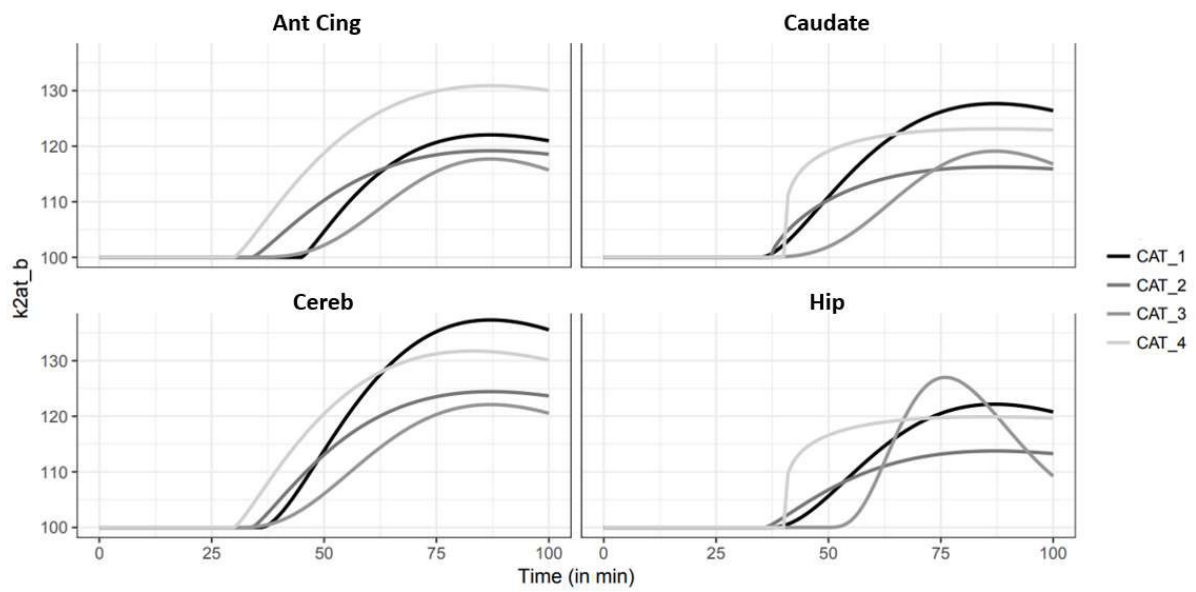 Ant Cing
Caudate
130
120
110
100
k2at_b
Cereb
Hip
130
120
110
100
0 25 50 75 100
0 25 50 75 100
Time (in min)
CAT_1
CAT_2
CAT_3
CAT_4